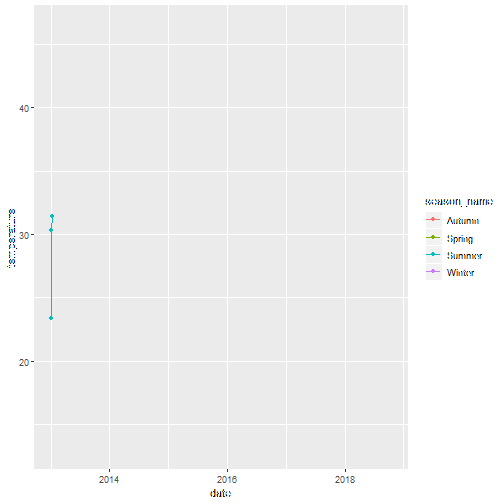 40
30
20
temperature
2014
2016
2018
date
season_name
Autumn
Spring
Summer
Winter